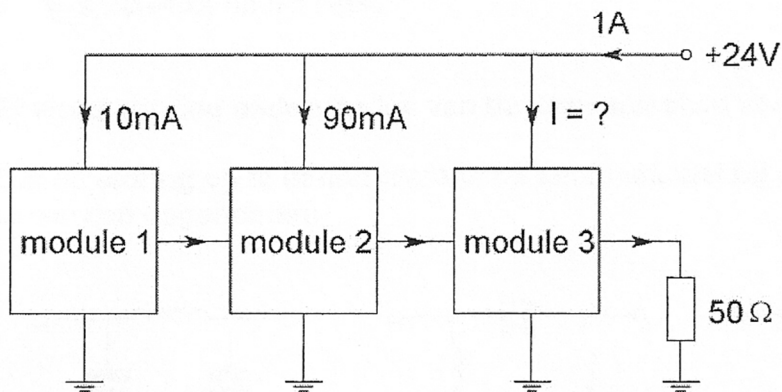 1A
+24V
10mA
90mA
I = ?
module 1
module 2
module 3
50 Ω